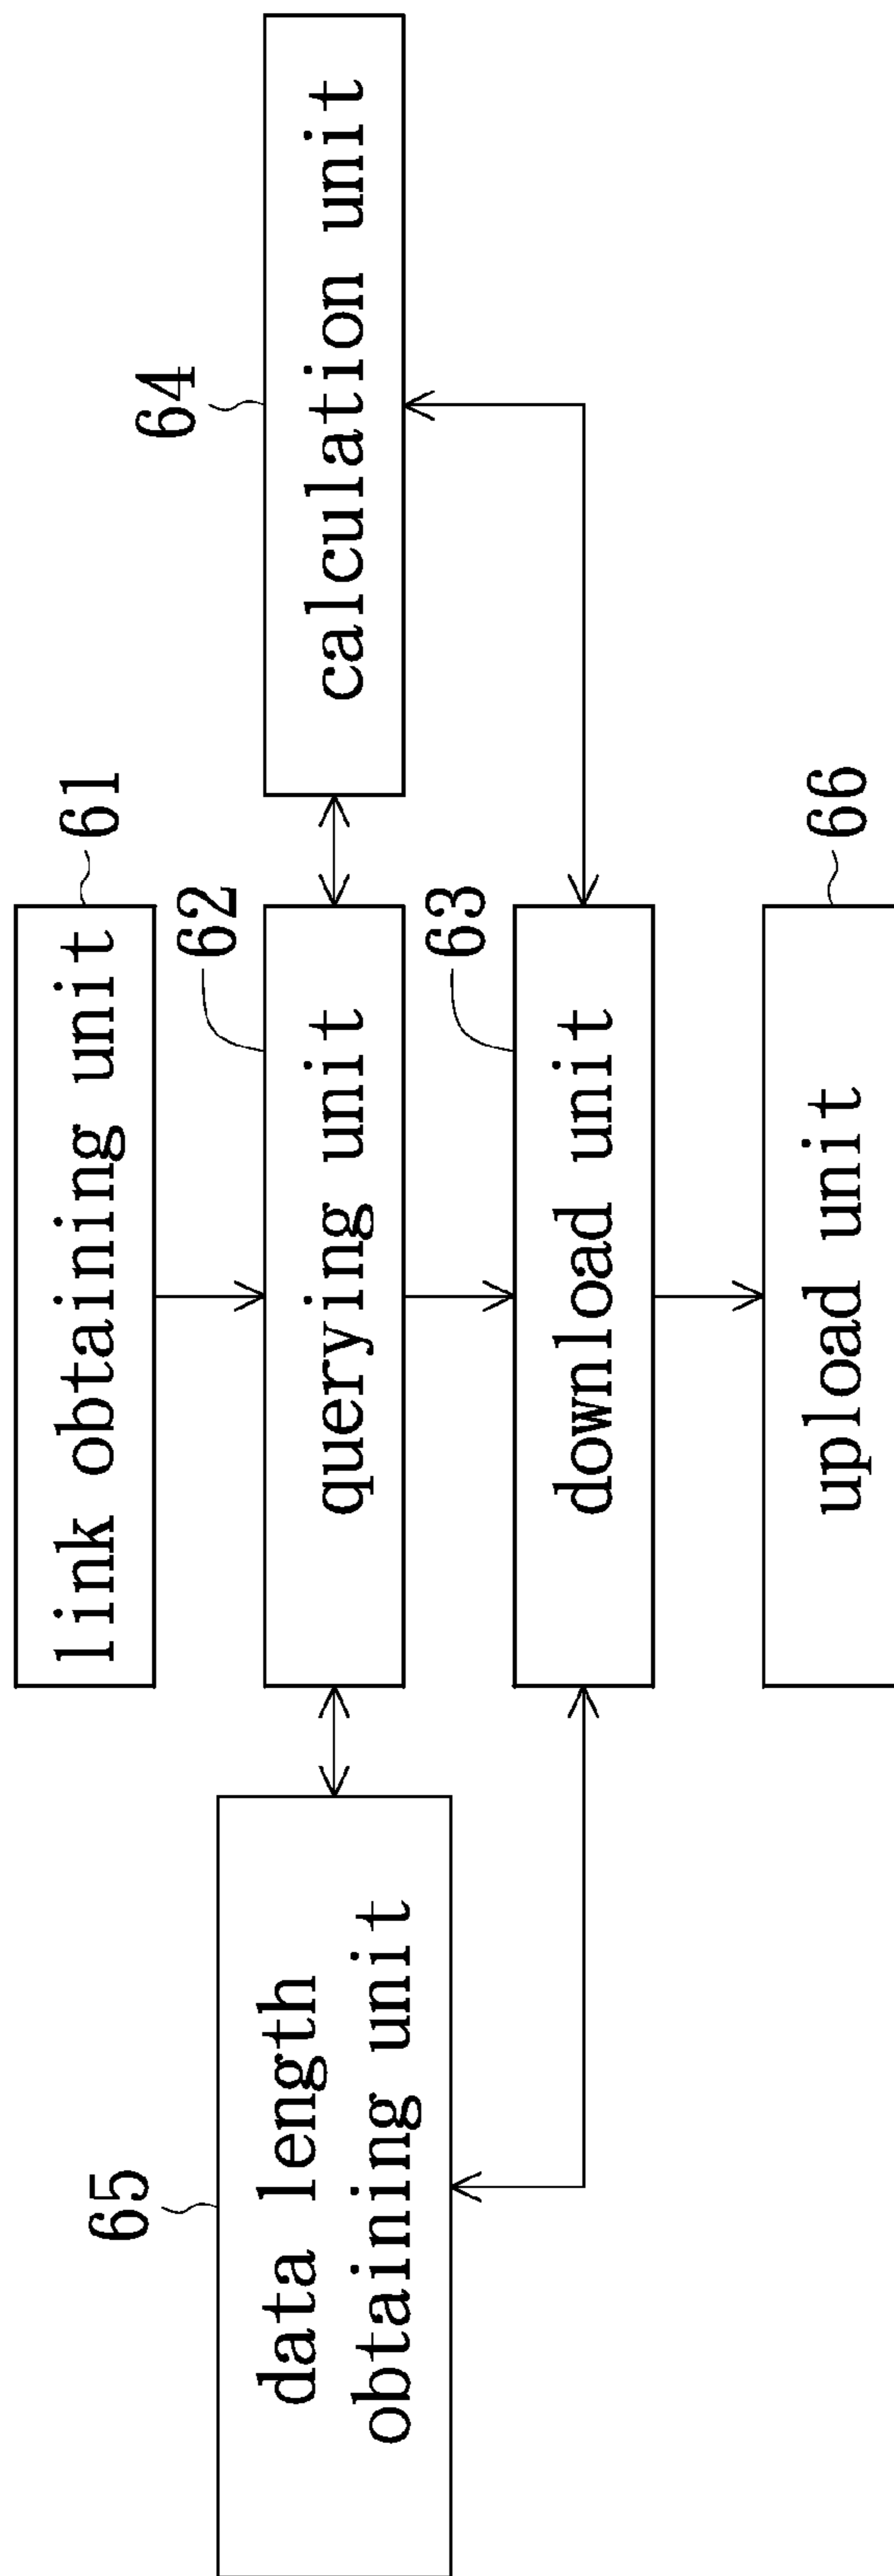 link obtaining unit
61
65
data length
obtaining unit
62
querying unit
64
calculation unit
63
download unit
66
upload unit